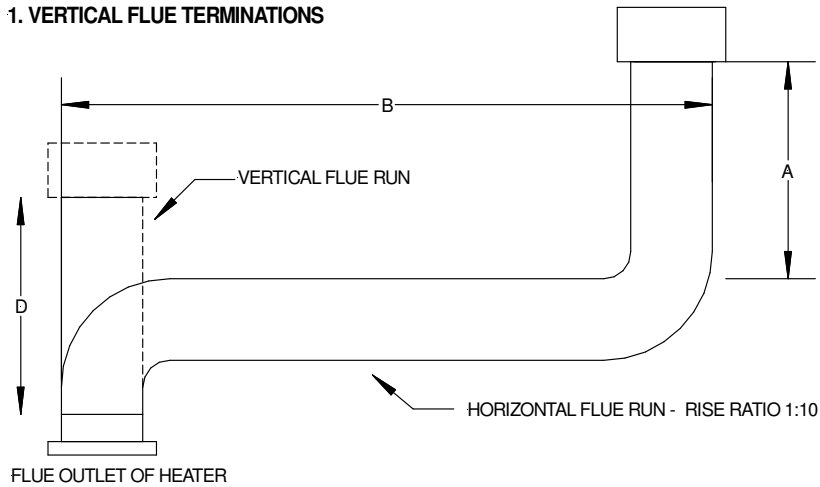 1. VERTICAL FLUE TERMINATIONS
B
VERTICAL FLUE RUN
A
D
HORIZONTAL FLUE RUN - RISE RATIO 1:10
FLUE OUTLET OF HEATER